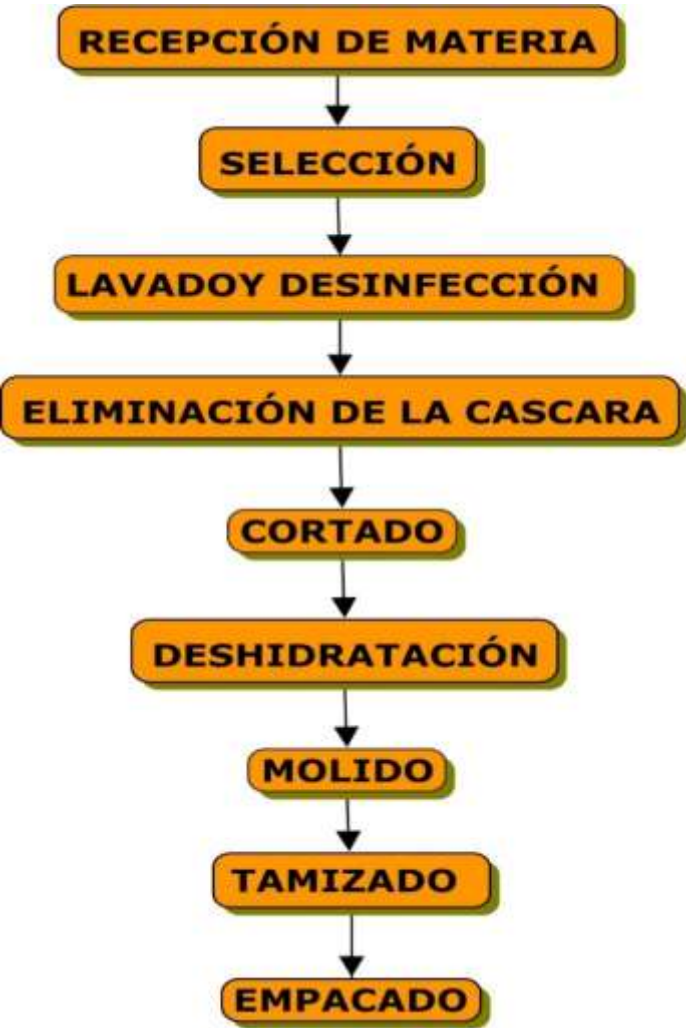 RECEPCIÓN DE MATERIA
SELECCIÓN
LAVADOY DESINFECCIÓN
ELIMINACIÓN DE LA CASCARA
CORTADO
DESHIDRATACIÓN
MOLIDO
TAMIZADO
EMPACADO